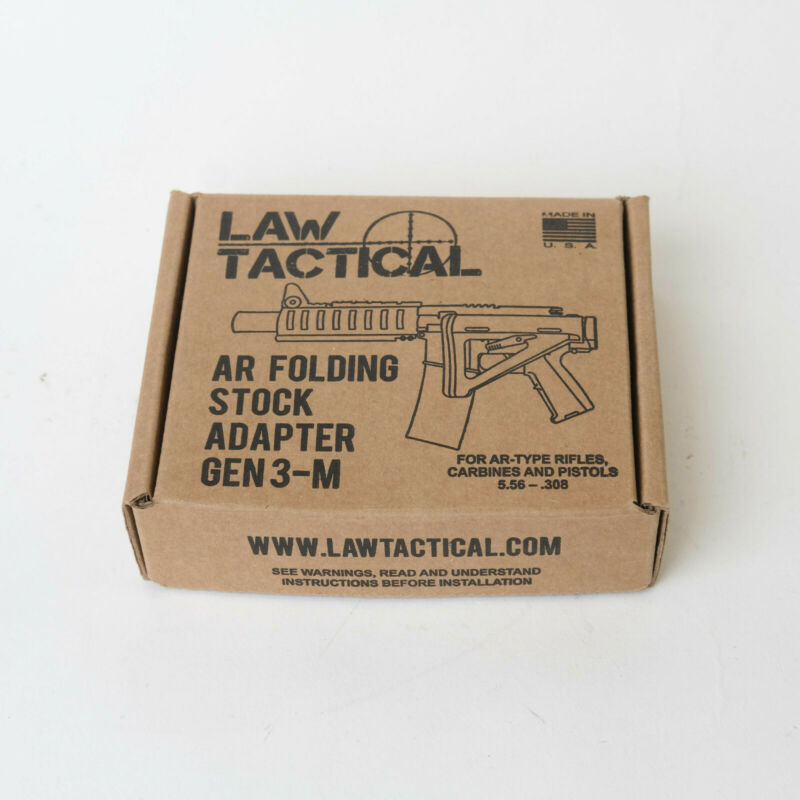 LAW
TACTICAL
MADE IN
U. S. A
AR FOLDING
STOCK
ADAPTER
GEN 3-M
FOR AR-TYPE RIFLES,
CARBINES AND PISTOLS
5.56 – .308
WWW.LAWTACTICAL.COM
SEE WARNINGS, READ AND UNDERSTAND
INSTRUCTIONS BEFORE INSTALLATION